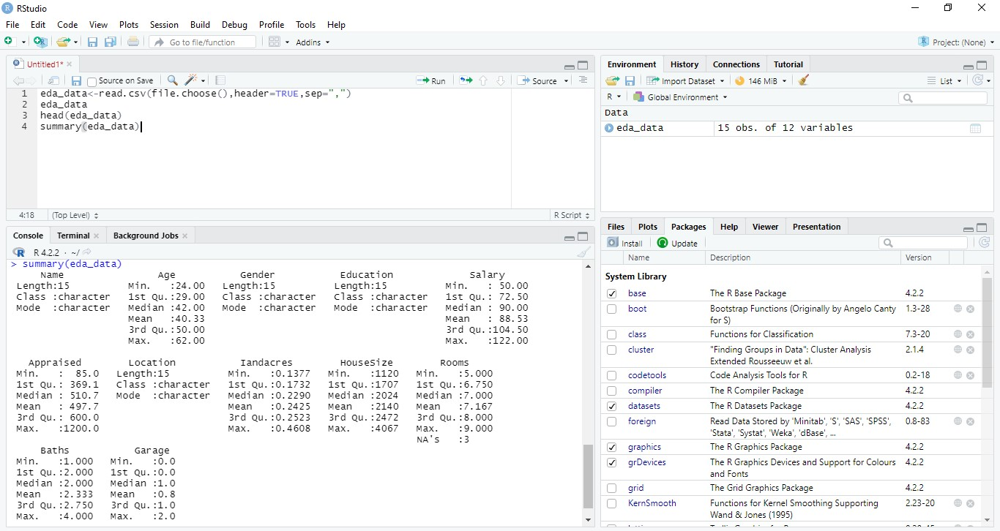 RStudio
File Edit Code View Plots Session Build Debug Profile Tools Help
Go to file/function Addins Project: (None)
Untitled1*
Source on Save Run Source
1 eda_data<-read.csv(file.choose(),header=TRUE,sep=",")
2 eda_data
3 head(eda_data)
4 summary(eda_data)
4:18 (Top Level) R Script
Console Terminal Background Jobs
R 4.2.2 · ~/
> summary(eda_data)
Name Age Gender Education Salary
Length:15 Min. :24.00 Length:15 Length:15 Min. : 50.00
Class :character 1st Qu.:29.00 Class :character Class :character 1st Qu.: 72.50
Mode :character Median :42.00 Mode :character Mode :character Median : 90.00
Mean :40.33 Mean : 88.53
3rd Qu.:50.00 3rd Qu.:104.50
Max. :62.00 Max. :122.00
Appraised Location Iandacres HouseSize Rooms
Min. : 85.0 Length:15 Min. :0.1377 Min. :1120 Min. :5.000
1st Qu.: 369.1 Class :character 1st Qu.:0.1732 1st Qu.:1707 1st Qu.:6.750
Median : 510.7 Mode :character Median :0.2290 Median :2024 Median :7.000
Mean : 497.7 Mean :0.2425 Mean :2140 Mean :7.167
3rd Qu.: 600.0 3rd Qu.:0.2523 3rd Qu.:2472 3rd Qu.:8.000
Max. :1200.0 Max. :0.4608 Max. :4067 Max. :9.000
NA's :3
Baths Garage
Min. :1.000 Min. :0.0
1st Qu.:2.000 1st Qu.:0.0
Median :2.000 Median :1.0
Mean :2.333 Mean :0.8
3rd Qu.:2.750 3rd Qu.:1.0
Max. :4.000 Max. :2.0
Environment History Connections Tutorial
Import Dataset 146 MiB List
R Global Environment
Data
eda_data 15 obs. of 12 variables
Files Plots Packages Help Viewer Presentation
Install Update
Name Description Version
System Library
base The R Base Package 4.2.2
boot Bootstrap Functions (Originally by Angelo Canty 1.3-28
for S)
class Functions for Classification 7.3-20
cluster "Finding Groups in Data": Cluster Analysis 2.1.4
Extended Rousseeuw et al.
codetools Code Analysis Tools for R 0.2-18
compiler The R Compiler Package 4.2.2
datasets The R Datasets Package 4.2.2
foreign Read Data Stored by 'Minitab', 'S', 'SAS', 'SPSS', 0.8-83
'Stata', 'Systat', 'Weka', 'dBase', ...
graphics The R Graphics Package 4.2.2
grDevices The R Graphics Devices and Support for Colours 4.2.2
and Fonts
grid The Grid Graphics Package 4.2.2
KernSmooth Functions for Kernel Smoothing Supporting 2.23-20
Wand & Jones (1995)